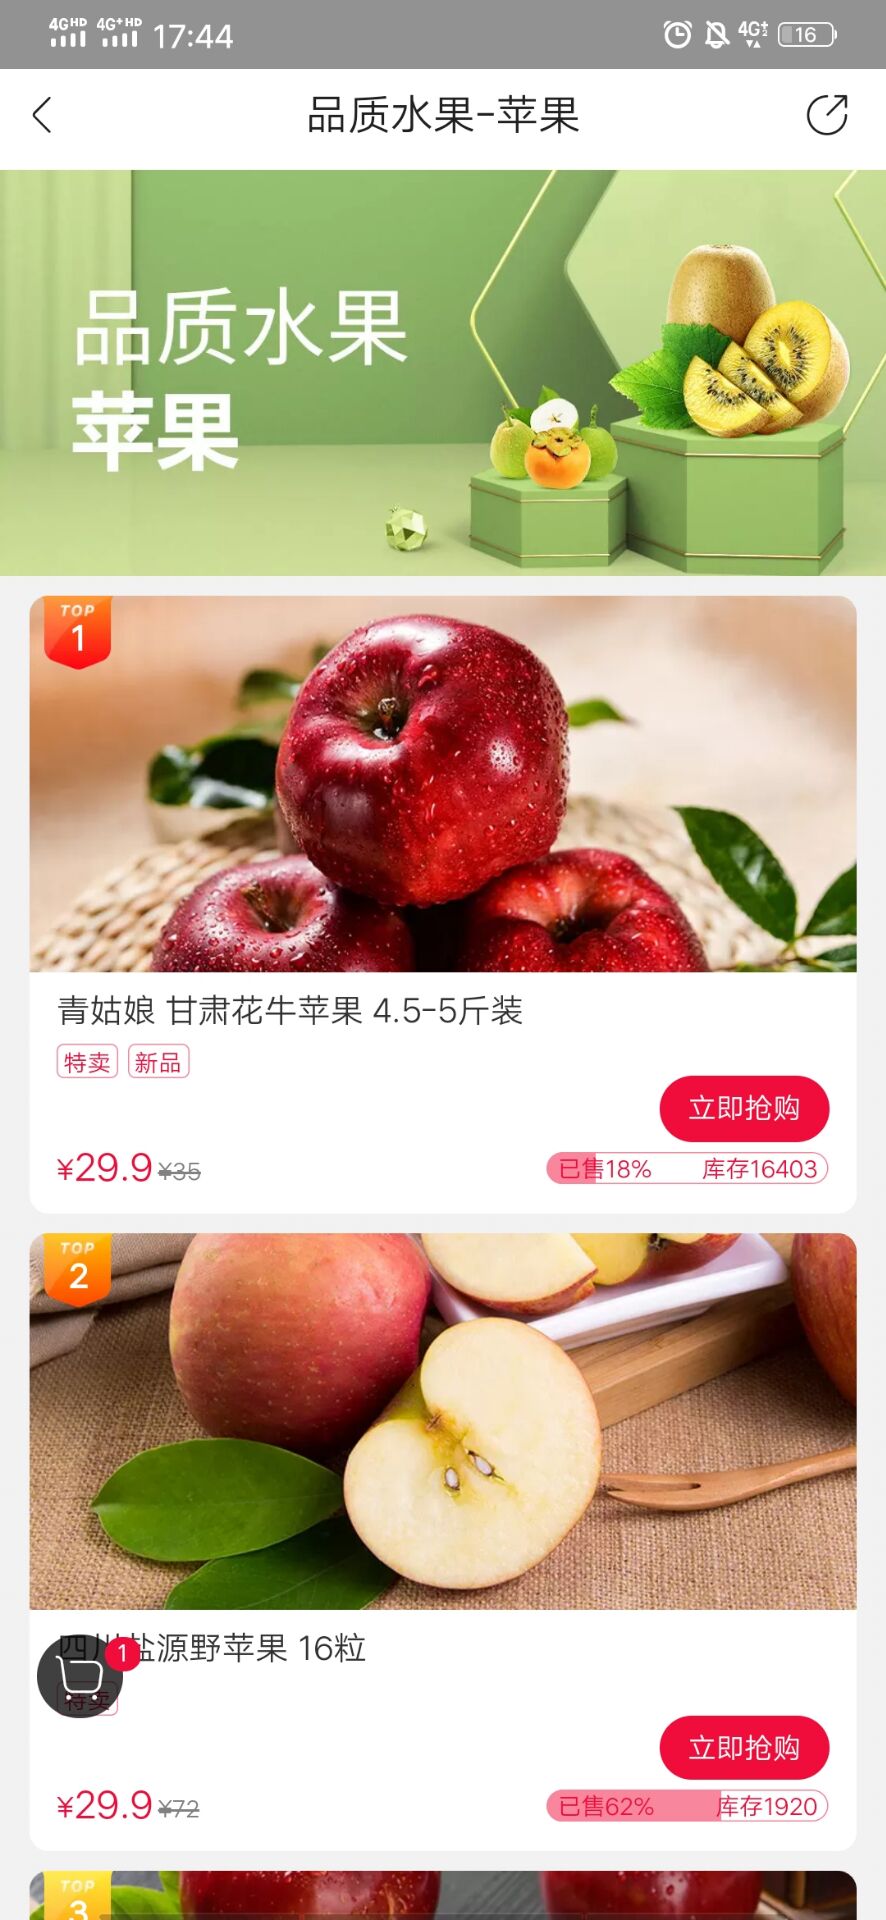 4G HD 4G+HD 17:44 4G 16
品质水果-苹果
品质水果
苹果
TOP
1
青姑娘 甘肃花牛苹果 4.5-5斤装
特卖 新品
立即抢购
¥29.9 ¥35 已售18% 库存16403
TOP
2
四川盐源野苹果 16粒
1
特卖
立即抢购
¥29.9 ¥72 已售62% 库存1920
TOP
3